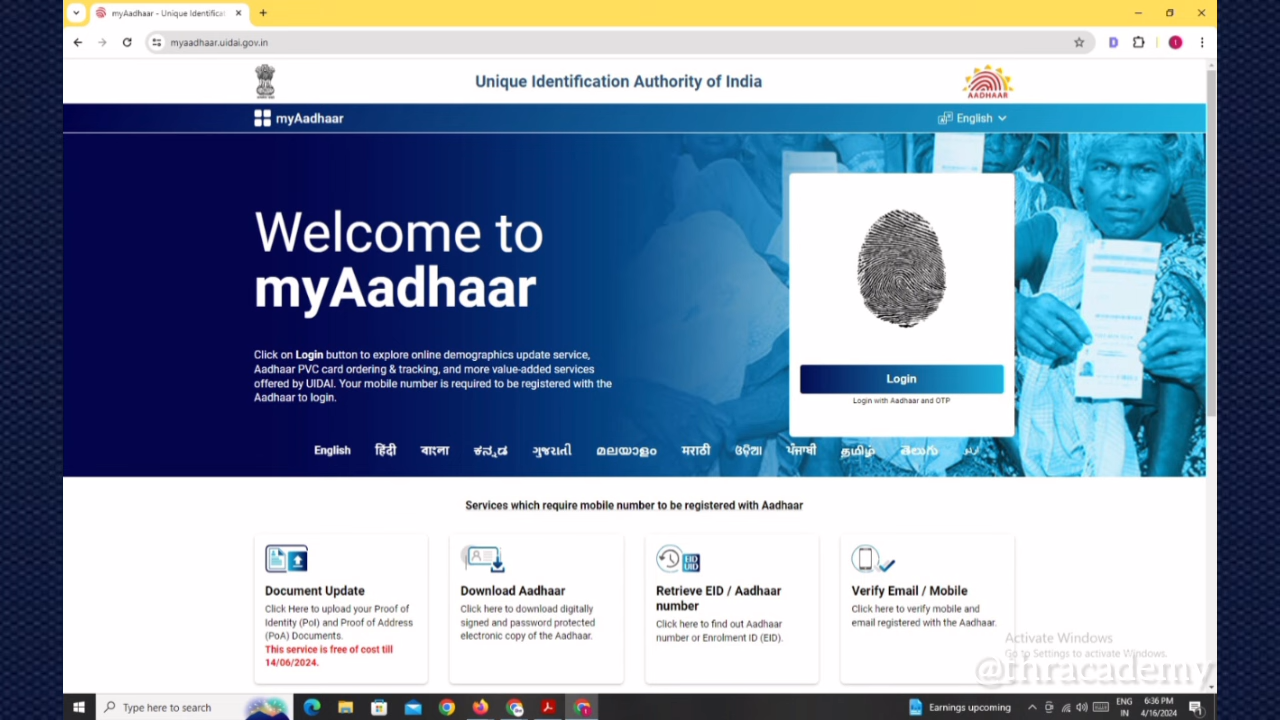 myAadhaar - Unique Identifica
myaadhaar.uidai.gov.in
Unique Identification Authority of India
AADHAAR
myAadhaar
English
Welcome to
myAadhaar
Click on Login button to explore online demographics update service,
Aadhaar PVC card ordering & tracking, and more value-added services
offered by UIDAI. Your mobile number is required to be registered with the
Aadhaar to login.
Login
Login with Aadhaar and OTP
English हिंदी বাংলা ಕನ್ನಡ ગુજરાતી മലയാളം मराठी ଓଡ଼ିଆ ਪੰਜਾਬੀ தமிழ் తెలుగు اردو
Services which require mobile number to be registered with Aadhaar
Document Update
Click Here to upload your Proof of
Identity (PoI) and Proof of Address
(PoA) Documents.
This service is free of cost till
14/06/2024.
Download Aadhaar
Click here to download digitally
signed and password protected
electronic copy of the Aadhaar.
EID
UID
Retrieve EID / Aadhaar
number
Click here to find out Aadhaar
number or Enrolment ID (EID).
Verify Email / Mobile
Click here to verify mobile and
email registered with the Aadhaar.
Activate Windows
Go to Settings to activate Windows.
@thracademy
Type here to search
Earnings upcoming
ENG
IN
6:36 PM
4/16/2024